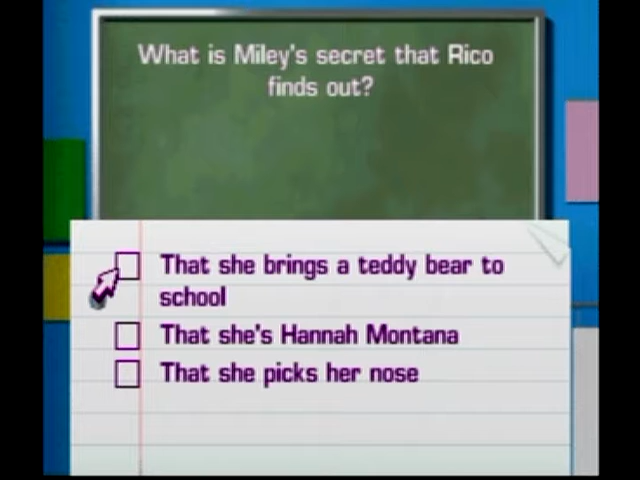 What is Miley's secret that Rico
finds out?
That she brings a teddy bear to
school
That she's Hannah Montana
That she picks her nose